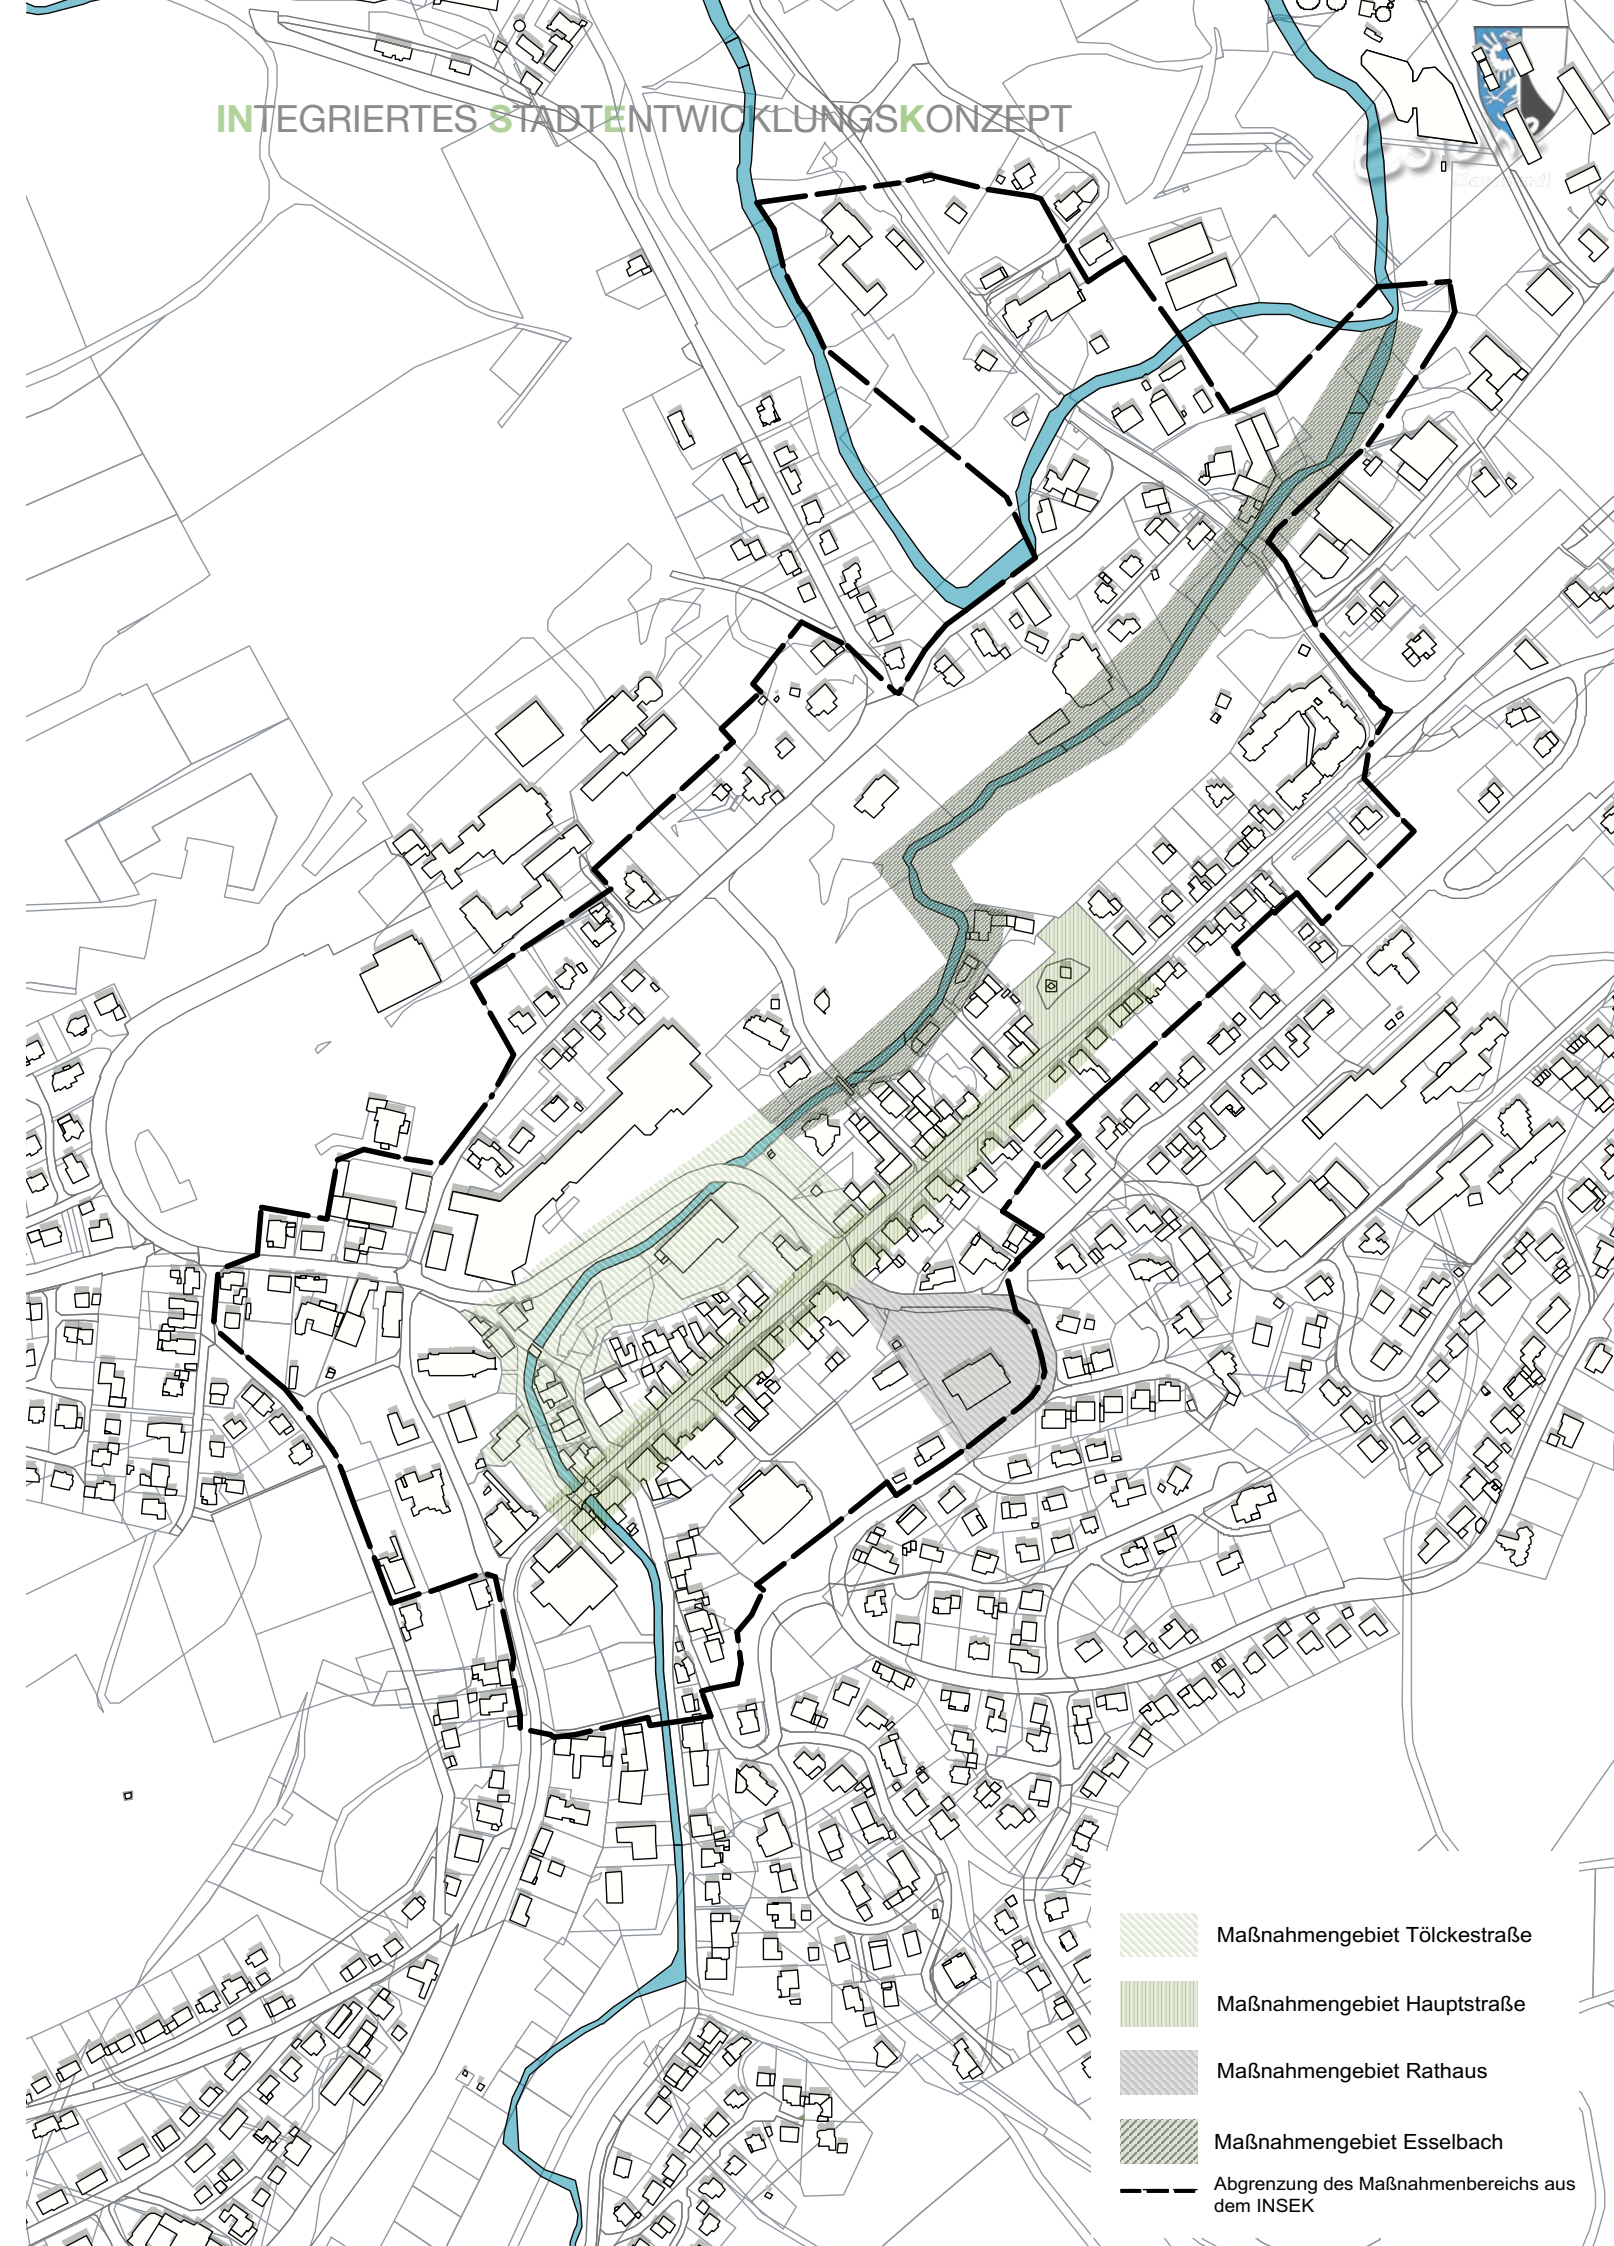 INTEGRIERTES STADTENTWICKLUNGSKONZEPT
Maßnahmengebiet Tölckestraße
Maßnahmengebiet Hauptstraße
Maßnahmengebiet Rathaus
Maßnahmengebiet Esselbach
Abgrenzung des Maßnahmenbereichs aus
dem INSEK